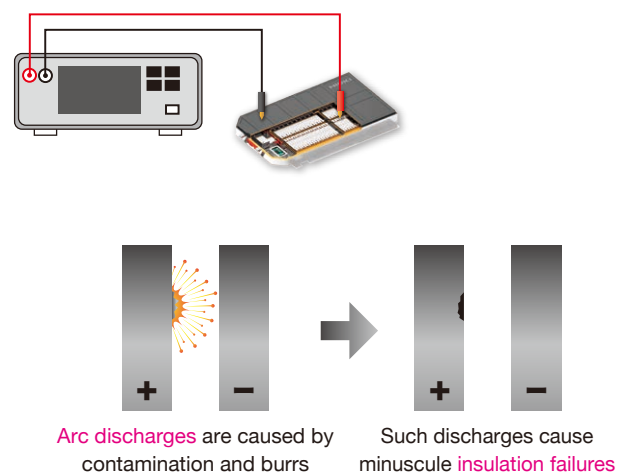 +
−
+
−
Arc discharges are caused by
contamination and burrs
Such discharges cause
minuscule insulation failures